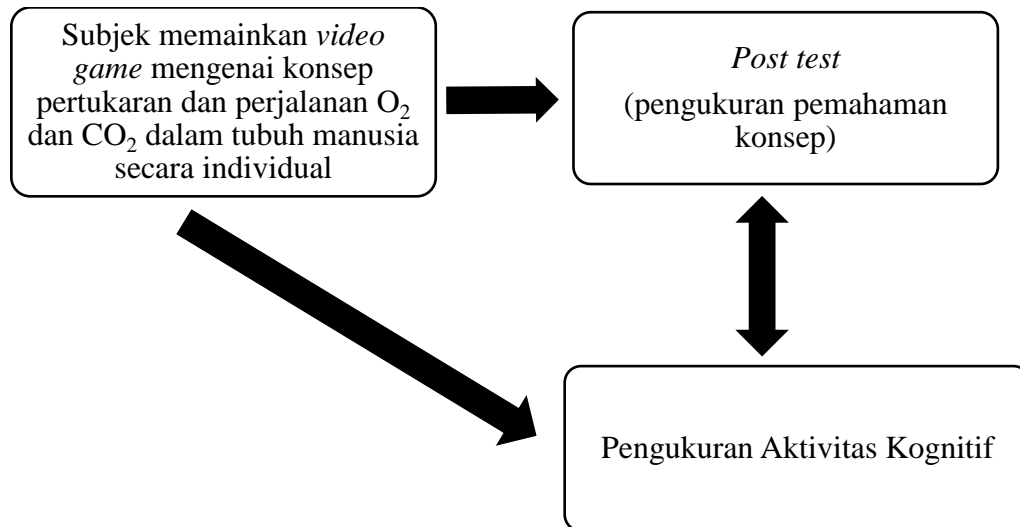 Subjek memainkan video
game mengenai konsep
pertukaran dan perjalanan O₂
dan CO₂ dalam tubuh manusia
secara individual
Post test
(pengukuran pemahaman
konsep)
Pengukuran Aktivitas Kognitif